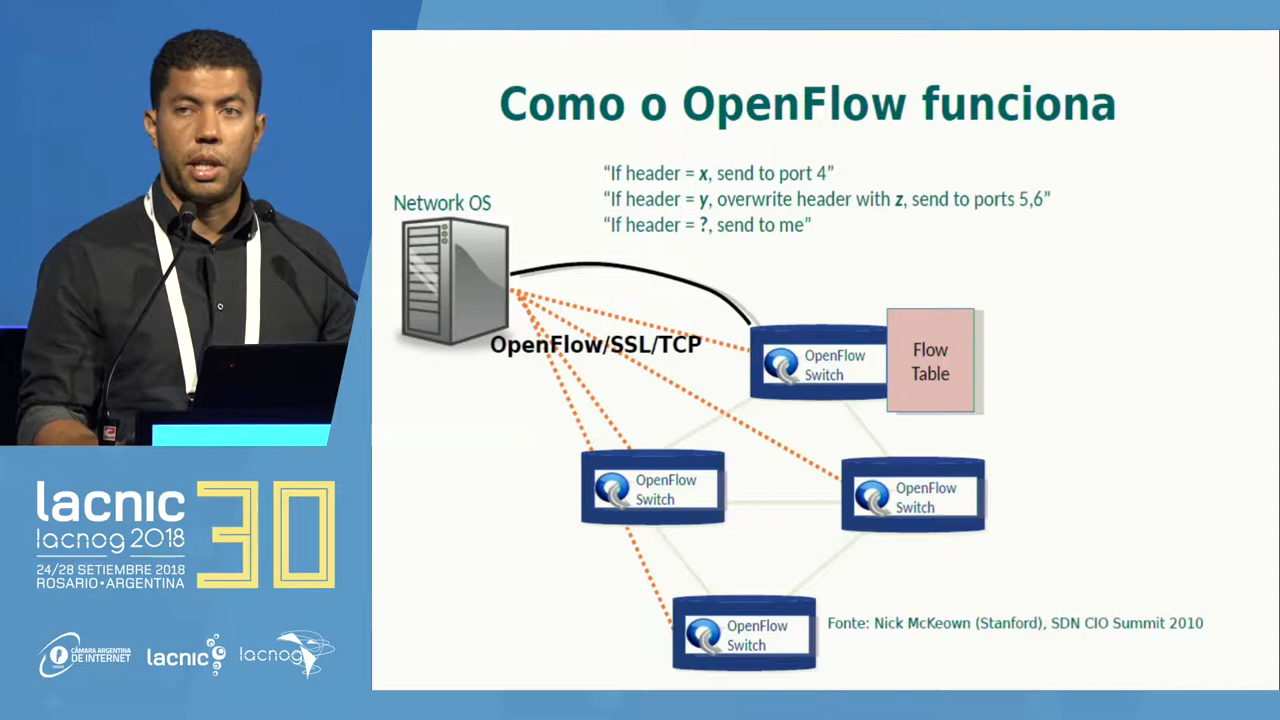 Como o OpenFlow funciona
“If header = x, send to port 4”
“If header = y, overwrite header with z, send to ports 5,6”
“If header = ?, send to me”
Network OS
OpenFlow/SSL/TCP
OpenFlow
Switch
Flow
Table
OpenFlow
Switch
OpenFlow
Switch
OpenFlow
Switch
Fonte: Nick McKeown (Stanford), SDN CIO Summit 2010
lacnic 30
lacnog 2018
24/28 SETIEMBRE 2018
ROSARIO • ARGENTINA
CÁMARA ARGENTINA
DE INTERNET
lacnic
lacnog